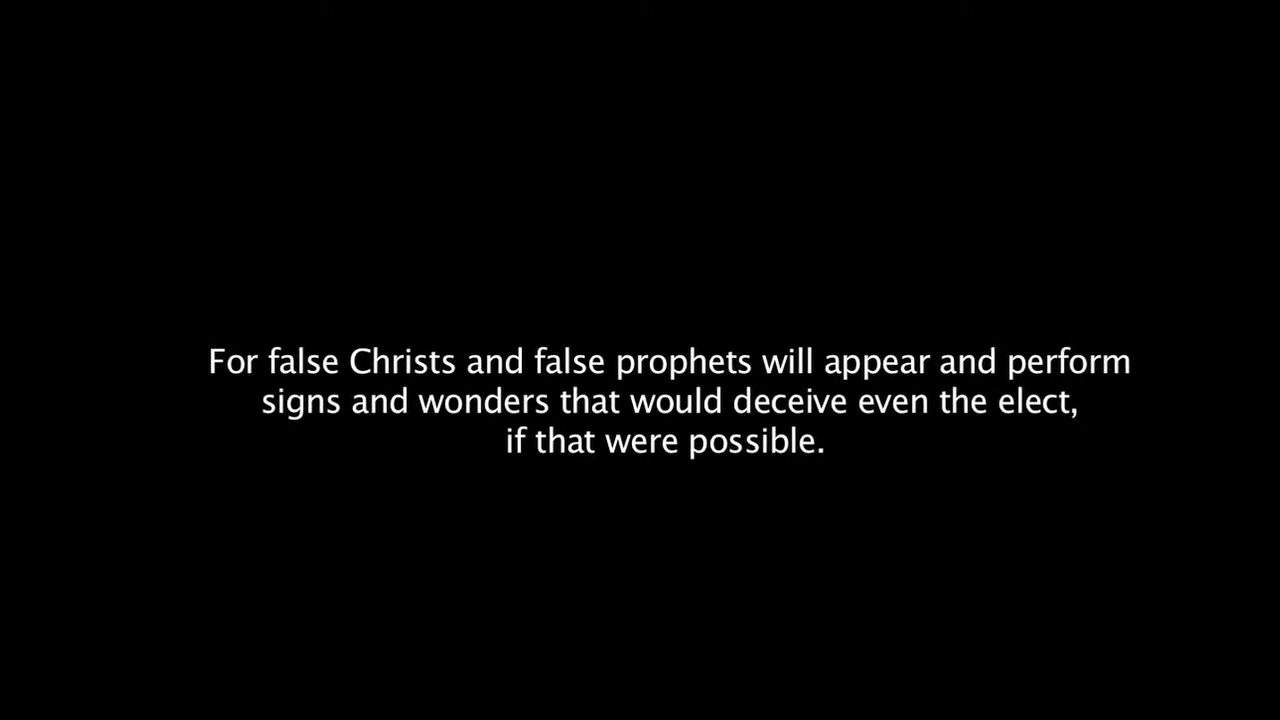 For false Christs and false prophets will appear and perform
signs and wonders that would deceive even the elect,
if that were possible.